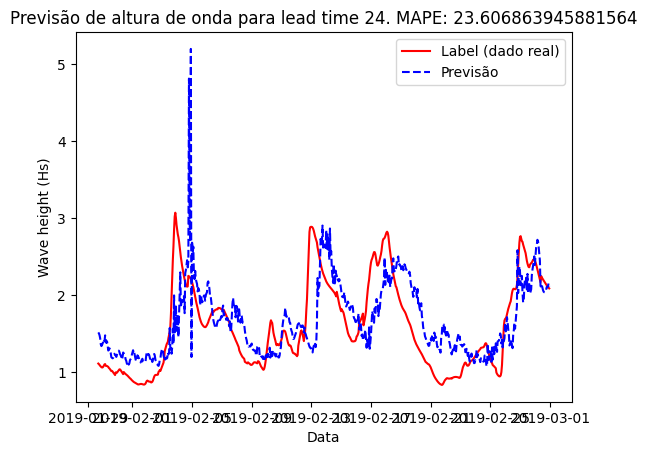 Previsão de altura de onda para lead time 24. MAPE: 23.606863945881564
Label (dado real)
Previsão
5
4
3
2
1
Wave height (Hs)
2019-01-29 2019-02-01 2019-02-05 2019-02-09 2019-02-13 2019-02-17 2019-02-21 2019-02-25 2019-03-01
Data